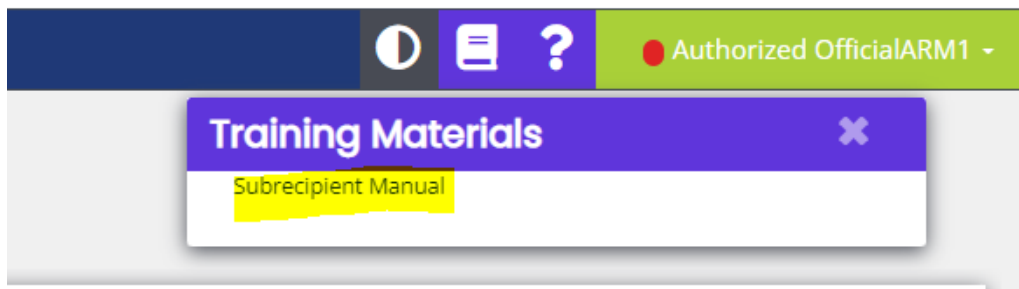 ? Authorized OfficialARM1
Training Materials
Subrecipient Manual